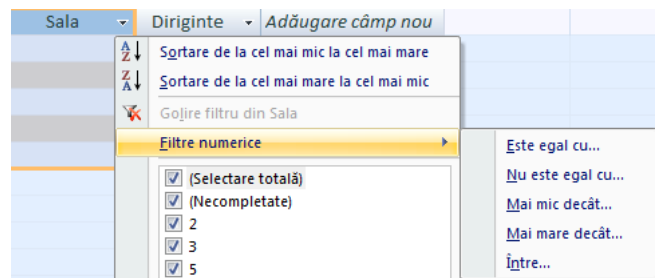 Sala Diriginte Adăugare câmp nou
Sortare de la cel mai mic la cel mai mare
Sortare de la cel mai mare la cel mai mic
Golire filtru din Sala
Filtre numerice
(Selectare totală)
(Necompletate)
2
3
5
Este egal cu...
Nu este egal cu...
Mai mic decât...
Mai mare decât...
Între...